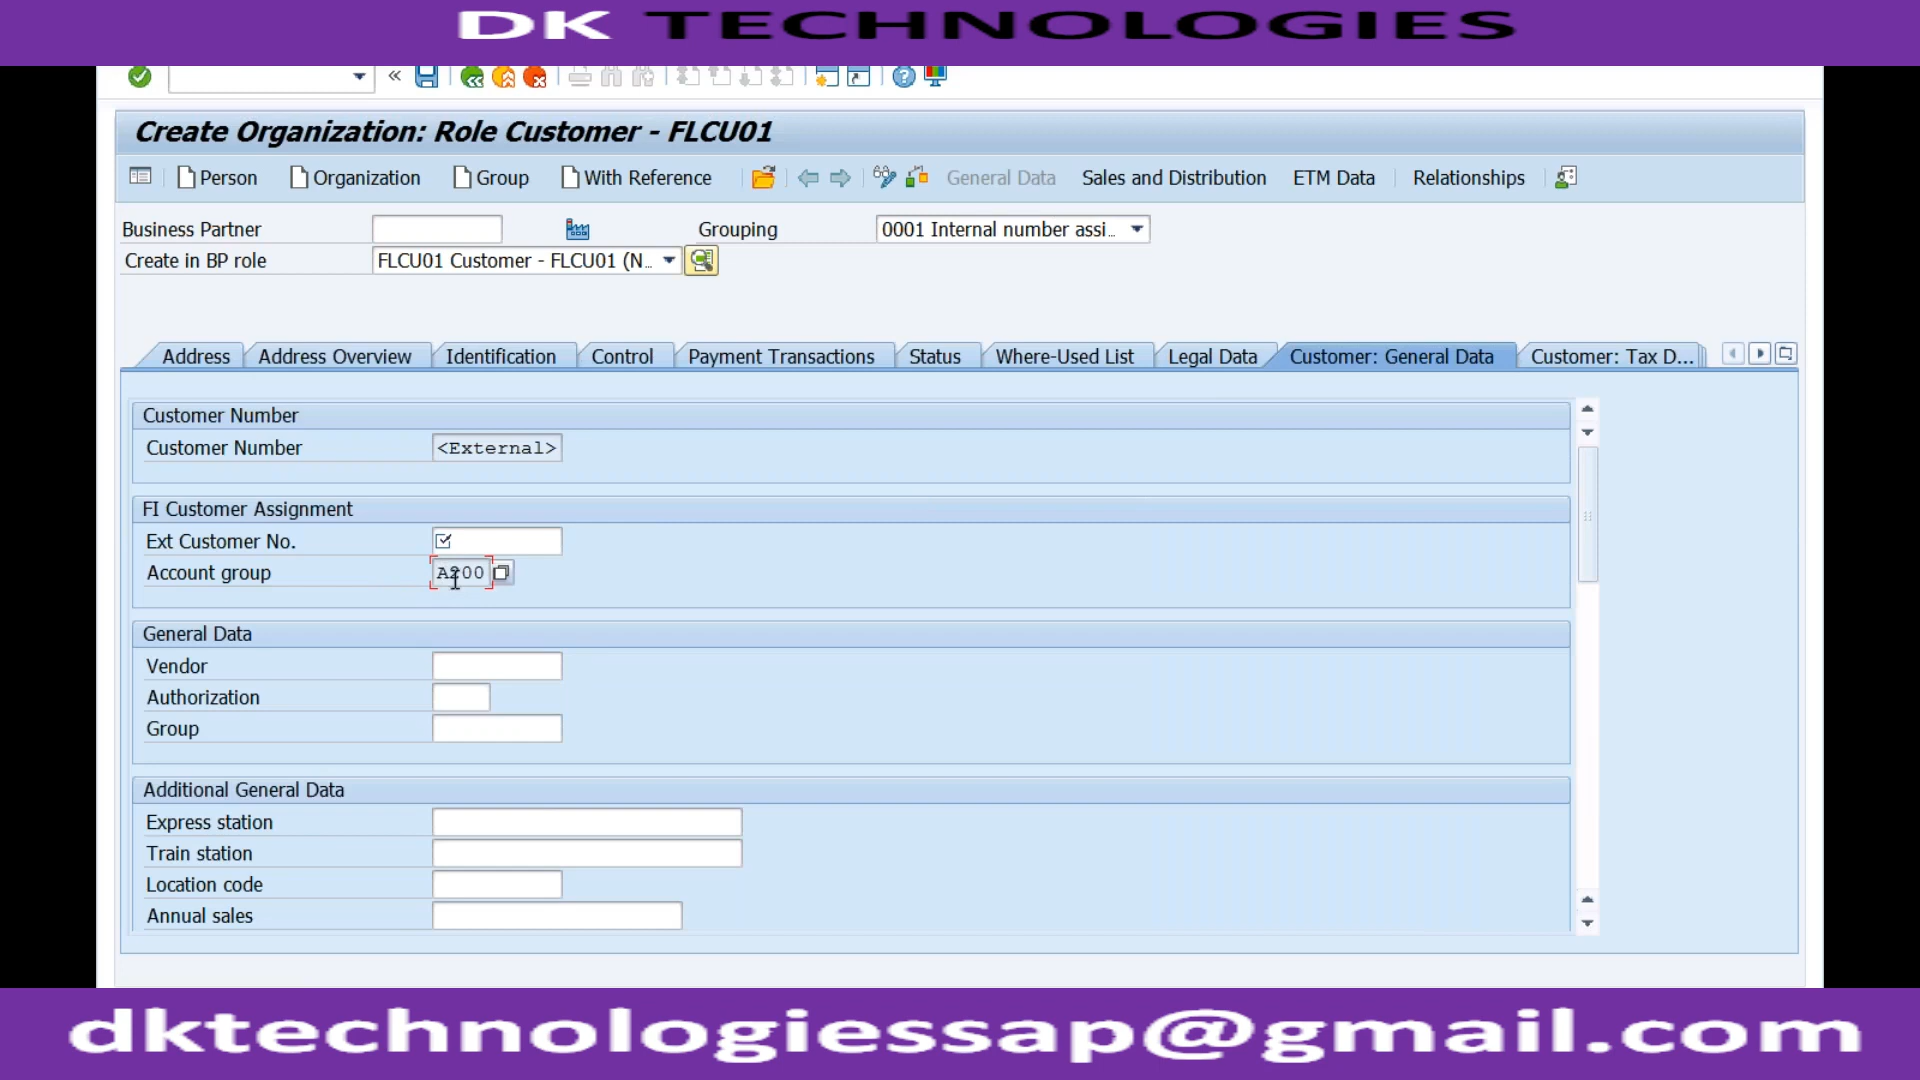 DK TECHNOLOGIES
Create Organization: Role Customer - FLCU01
Person Organization Group With Reference General Data Sales and Distribution ETM Data Relationships
Business Partner Grouping 0001 Internal number assi...
Create in BP role FLCU01 Customer - FLCU01 (N...
Address Address Overview Identification Control Payment Transactions Status Where-Used List Legal Data Customer: General Data Customer: Tax D...
Customer Number
Customer Number <External>
FI Customer Assignment
Ext Customer No.
Account group A200
General Data
Vendor
Authorization
Group
Additional General Data
Express station
Train station
Location code
Annual sales
dktechnologiessap@gmail.com